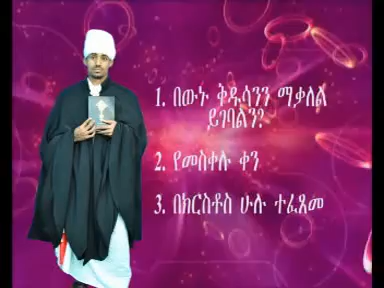 1. በውኑ ቅዱሳንን ማቃለል
ይገባልን?
2. የመስቀሉ ቀን
3. በክርስቶስ ሁሉ ተፈጸመ